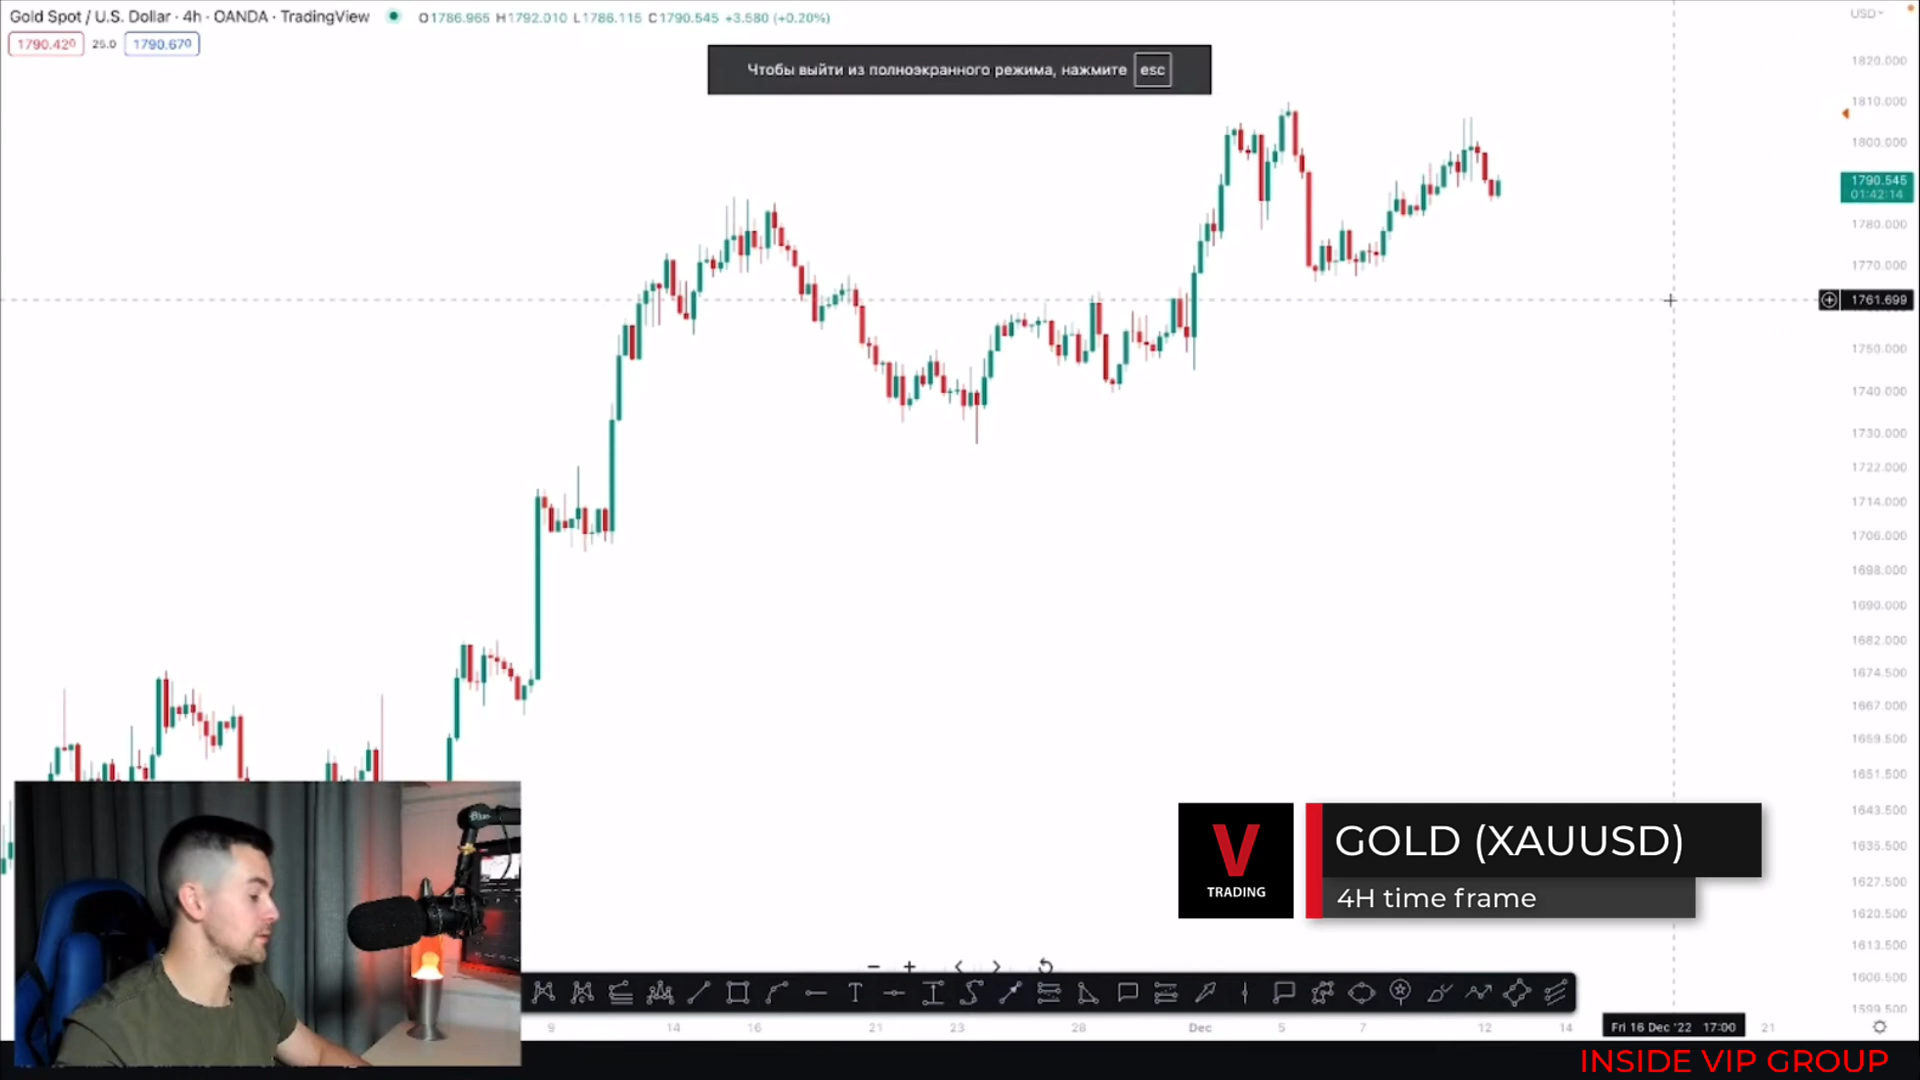 Gold Spot / U.S. Dollar · 4h · OANDA · TradingView O1786.965 H1792.010 L1786.115 C1790.545 +3.580 (+0.20%)
USD
1790.420 25.0 1790.670
Чтобы выйти из полноэкранного режима, нажмите esc
1820.000
1810.000
1800.000
1790.545
01:42:14
1780.000
1770.000
1761.699
1750.000
1740.000
1730.000
1722.000
1714.000
1706.000
1698.000
1690.000
1682.000
1674.500
1667.000
1659.500
1651.500
1643.500
1635.500
1627.500
1620.500
1613.500
1606.500
1599.500
V
TRADING
GOLD (XAUUSD)
4H time frame
9 14 16 21 23 28 Dec 5 7 12 14 Fri 16 Dec '22 17:00 21
INSIDE VIP GROUP